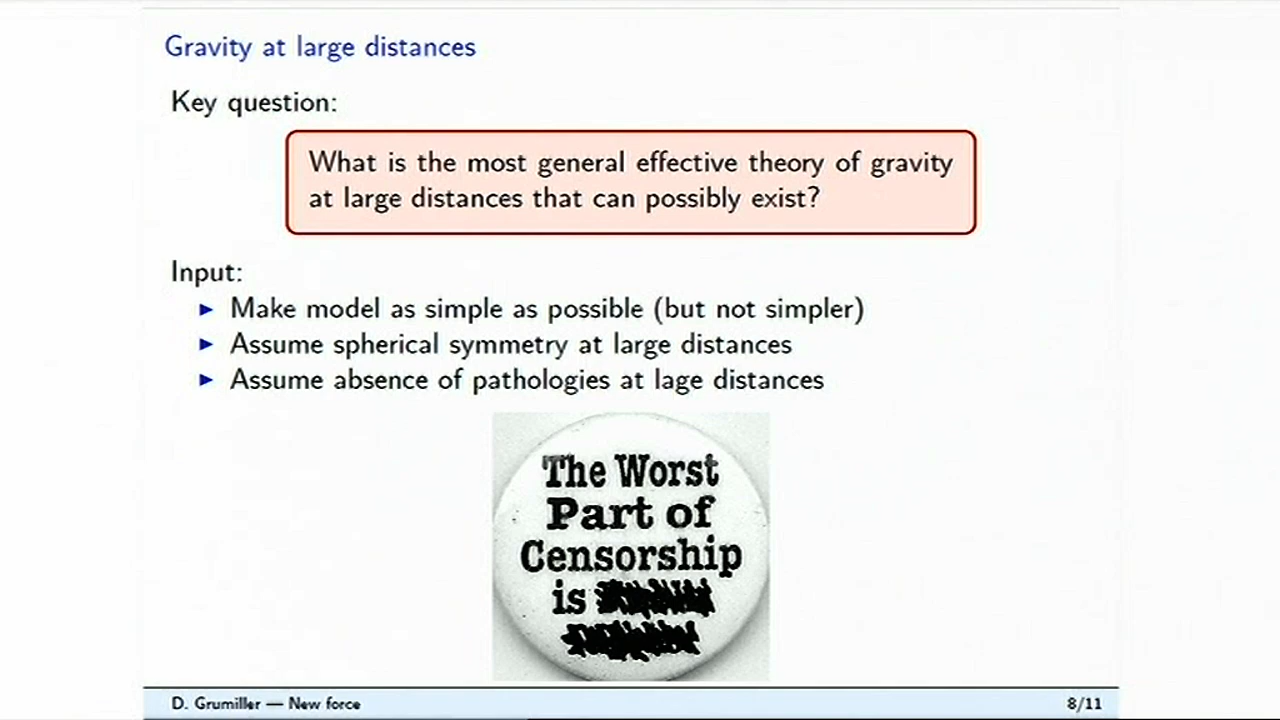 Gravity at large distances
Key question:
What is the most general effective theory of gravity
at large distances that can possibly exist?
Input:
Make model as simple as possible (but not simpler)
Assume spherical symmetry at large distances
Assume absence of pathologies at lage distances
The Worst
Part of
Censorship
is
D. Grumiller — New force
8/11